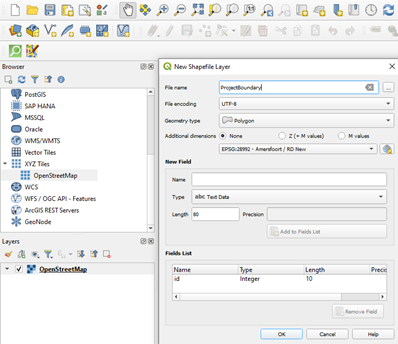 Browser
PostGIS
SAP HANA
MSSQL
Oracle
WMS/WMTS
Vector Tiles
XYZ Tiles
OpenStreetMap
WCS
WFS / OGC API - Features
ArcGIS REST Servers
GeoNode
Layers
OpenStreetMap
New Shapefile Layer
File name ProjectBoundary ...
File encoding UTF-8
Geometry type Polygon
Additional dimensions None Z (+ M values) M values
EPSG:28992 - Amersfoort / RD New
New Field
Name
Type abc Text Data
Length 80 Precision
Add to Fields List
Fields List
Name Type Length Precis
id Integer 10
Remove Field
OK Cancel Help